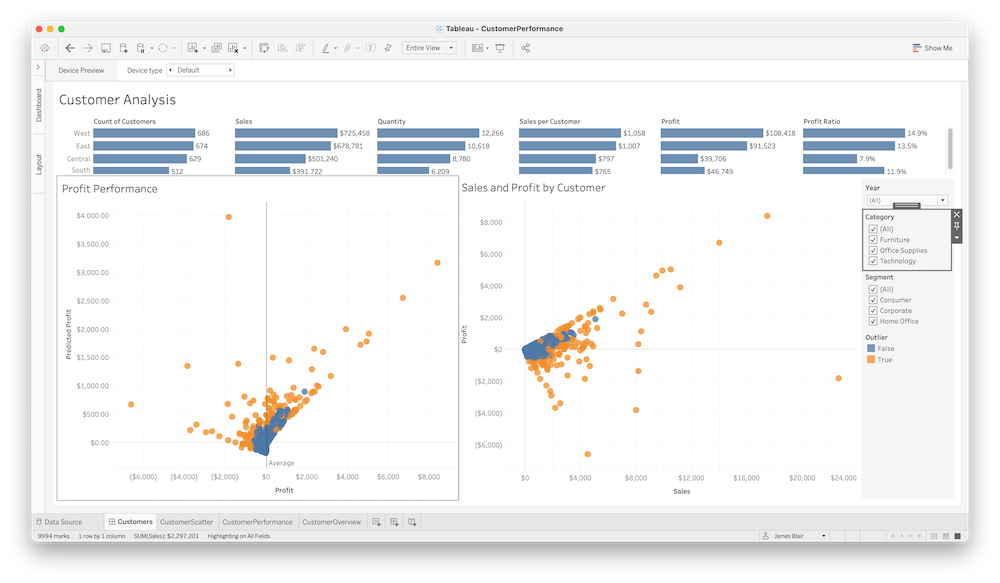 Tableau - CustomerPerformance
Entire View
Show Me
Device Preview
Device type
Default
Dashboard
Layout
Customer Analysis
Count of Customers Sales Quantity Sales per Customer Profit Profit Ratio
West 686 $725,458 12,266 $1,058 $108,418 14.9%
East 674 $678,781 10,618 $1,007 $91,523 13.5%
Central 629 $501,240 8,780 $797 $39,706 7.9%
South 512 $391,722 6,209 $765 $46,749 11.9%
Profit Performance
Predicted Profit
$4,000.00
$3,500.00
$3,000.00
$2,500.00
$2,000.00
$1,500.00
$1,000.00
$500.00
$0.00
Average
($6,000) ($4,000) ($2,000) $0 $2,000 $4,000 $6,000 $8,000
Profit
Sales and Profit by Customer
Profit
$8,000
$6,000
$4,000
$2,000
$0
($2,000)
($4,000)
($6,000)
$0 $4,000 $8,000 $12,000 $16,000 $20,000 $24,000
Sales
Year
(All)
Category
(All)
Furniture
Office Supplies
Technology
Segment
(All)
Consumer
Corporate
Home Office
Outlier
False
True
Data Source Customers CustomerScatter CustomerPerformance CustomerOverview
9994 marks 1 row by 1 column SUM(Sales): $2,297,201 Highlighting on All Fields James Blair